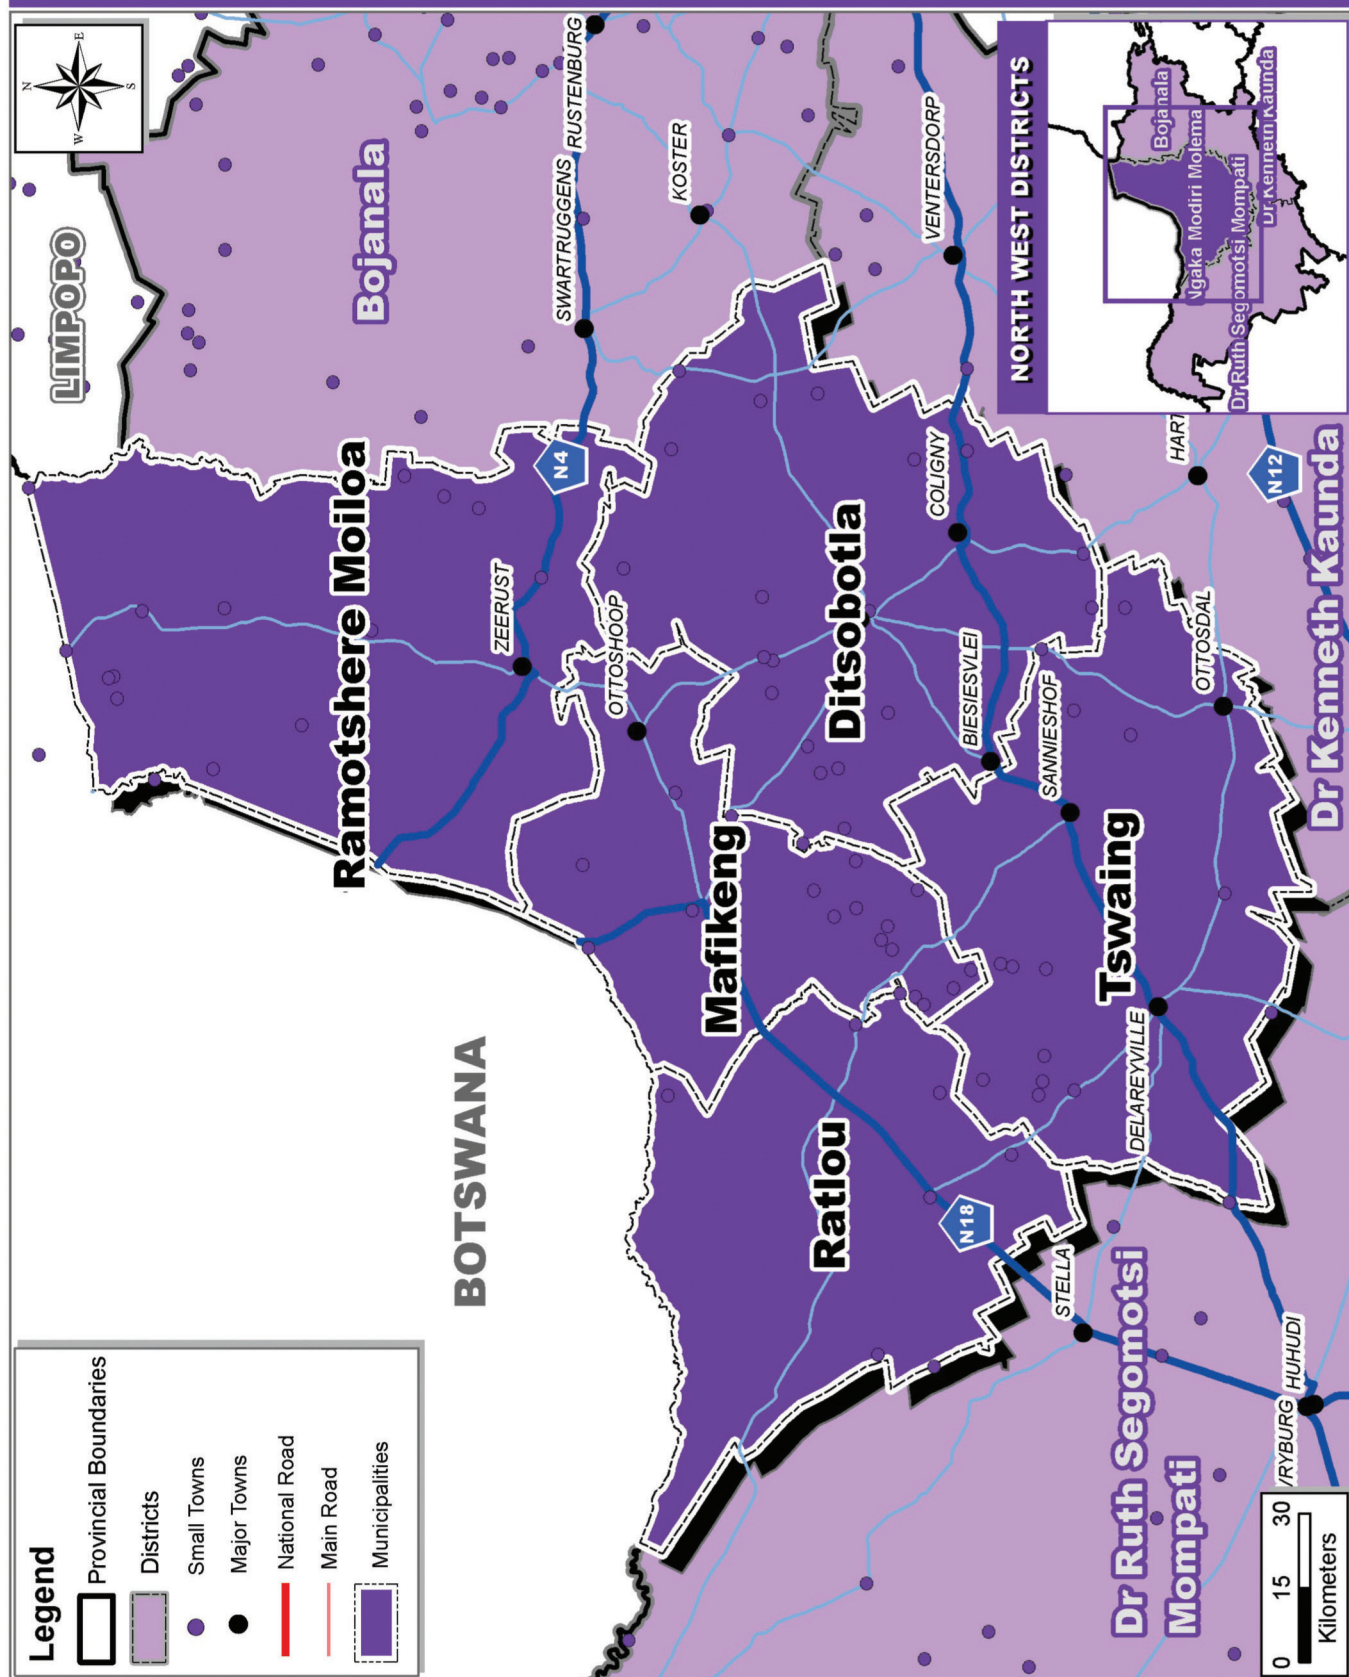 Legend
Provincial Boundaries
Districts
Small Towns
Major Towns
National Road
Main Road
Municipalities
N
E
S
W
LIMPOPO
BOTSWANA
Bojanala
Ramotshere Moiloa
Mafikeng
Ditsobotla
Ratlou
Tswaing
Dr Ruth Segomotsi
Mompati
Dr Kenneth Kaunda
RUSTENBURG
SWARTRUGGENS
KOSTER
VENTERSDORP
ZEERUST
OTTOSHOOP
COLIGNY
BIESIESVLEI
SANNIESHOF
OTTOSDAL
HART
DELAREYVILLE
STELLA
VRYBURG
HUHUDI
N4
N18
N12
0 15 30
Kilometers
NORTH WEST DISTRICTS
Bojanala
Ngaka Modiri Molema
Dr Ruth Segomotsi Mompati
Dr Kenneth Kaunda